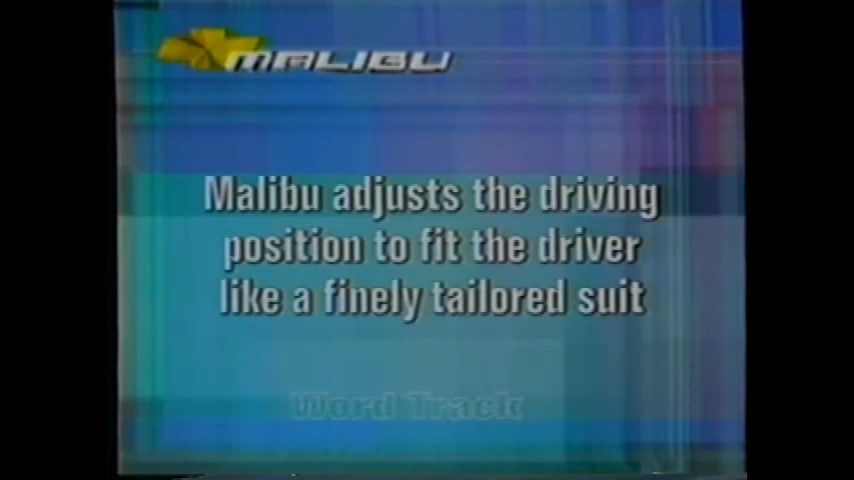 MALIBU
Malibu adjusts the driving
position to fit the driver
like a finely tailored suit
Word Track